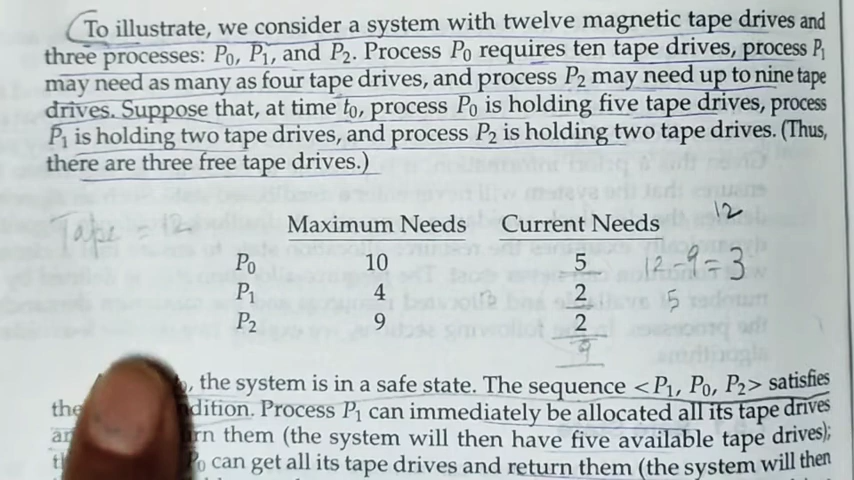 To illustrate, we consider a system with twelve magnetic tape drives and
three processes: P0, P1, and P2. Process P0 requires ten tape drives, process P1
may need as many as four tape drives, and process P2 may need up to nine tape
drives. Suppose that, at time t0, process P0 is holding five tape drives, process
P1 is holding two tape drives, and process P2 is holding two tape drives. (Thus,
there are three free tape drives.)
Tape = 12 Maximum Needs Current Needs 12
P0 10 5 12 - 9 = 3
P1 4 2 5
P2 9 2
9
the system is in a safe state. The sequence <P1, P0, P2> satisfies
the Process P1 can immediately be allocated all its tape drives
them (the system will then have five available tape drives);
can get all its tape drives and return them (the system will then